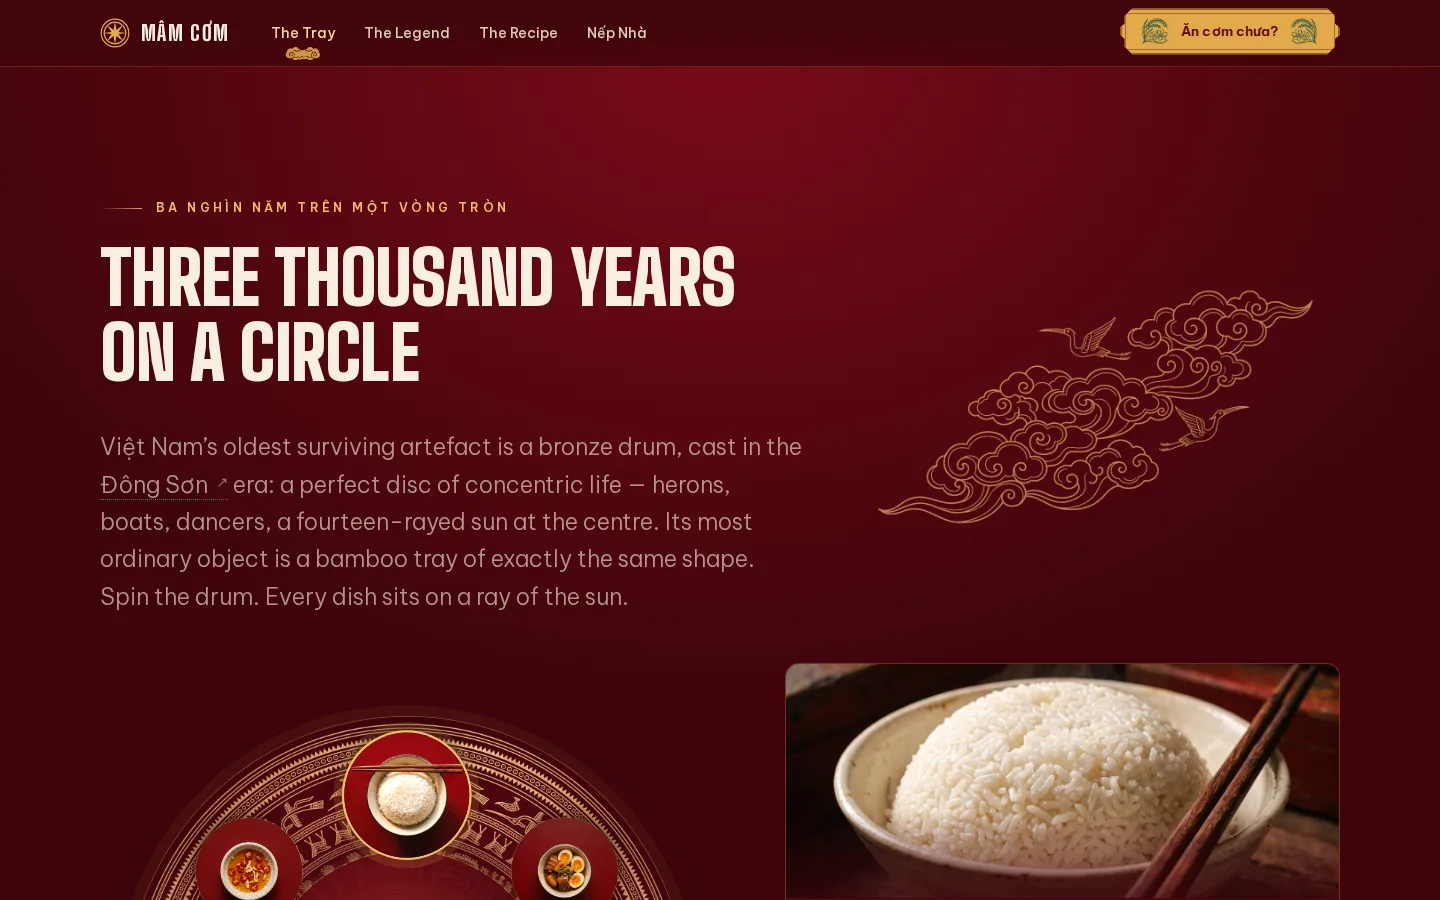 MÂM CƠM
The Tray
The Legend
The Recipe
Nếp Nhà
Ăn cơm chưa?
BA NGHÌN NĂM TRÊN MỘT VÒNG TRÒN
THREE THOUSAND YEARS
ON A CIRCLE
Việt Nam’s oldest surviving artefact is a bronze drum, cast in the
Đông Sơn ↗ era: a perfect disc of concentric life — herons,
boats, dancers, a fourteen-rayed sun at the centre. Its most
ordinary object is a bamboo tray of exactly the same shape.
Spin the drum. Every dish sits on a ray of the sun.